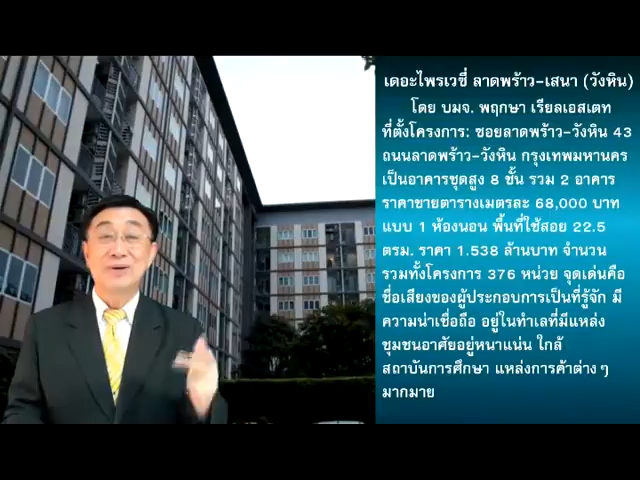 เดอะไพรเวซี่ ลาดพร้าว-เสนา (วังหิน)
โดย บมจ. พฤกษา เรียลเอสเตท
ที่ตั้งโครงการ: ซอยลาดพร้าว-วังหิน 43
ถนนลาดพร้าว-วังหิน กรุงเทพมหานคร
เป็นอาคารชุดสูง 8 ชั้น รวม 2 อาคาร
ราคาขายตารางเมตรละ 68,000 บาท
แบบ 1 ห้องนอน พื้นที่ใช้สอย 22.5
ตรม. ราคา 1.538 ล้านบาท จำนวน
รวมทั้งโครงการ 376 หน่วย จุดเด่นคือ
ชื่อเสียงของผู้ประกอบการเป็นที่รู้จัก มี
ความน่าเชื่อถือ อยู่ในทำเลที่มีแหล่ง
ชุมชนอาศัยอยู่หนาแน่น ใกล้
สถาบันการศึกษา แหล่งการค้าต่างๆ
มากมาย